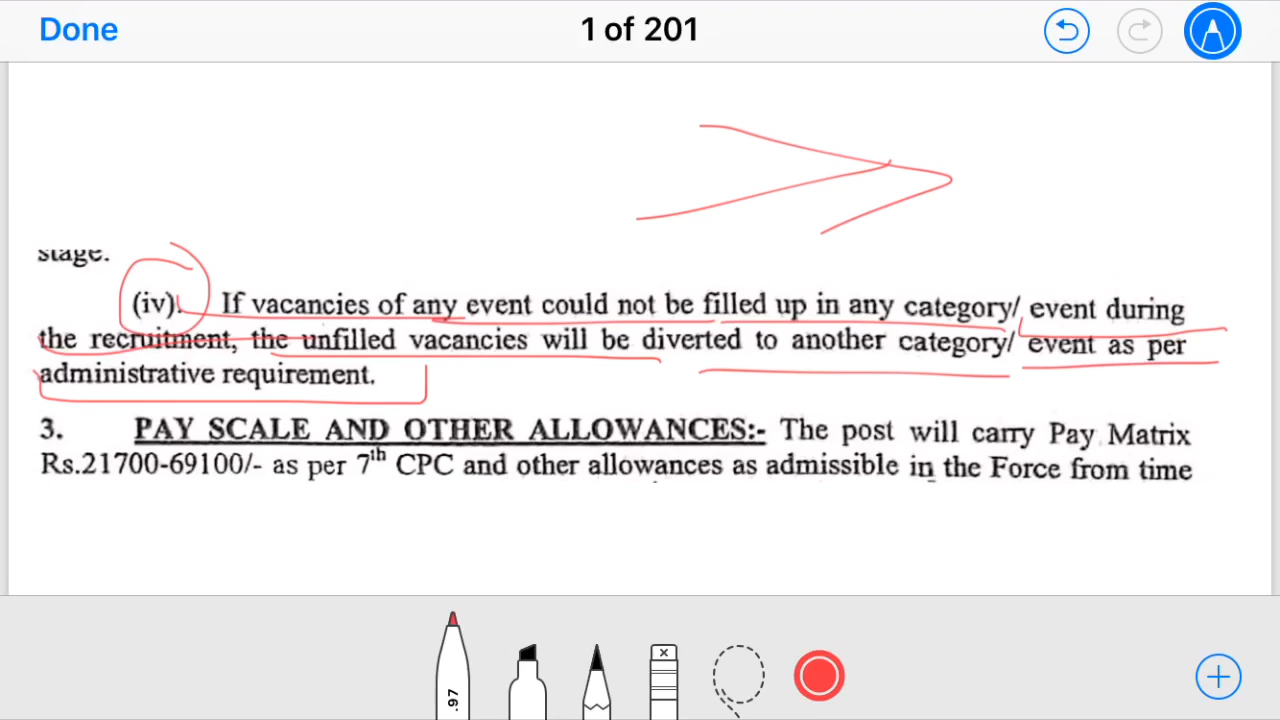 Done
1 of 201
stage.
(iv). If vacancies of any event could not be filled up in any category/ event during
the recruitment, the unfilled vacancies will be diverted to another category/ event as per
administrative requirement.
3. PAY SCALE AND OTHER ALLOWANCES:- The post will carry Pay Matrix
Rs.21700-69100/- as per 7th CPC and other allowances as admissible in the Force from time
.97